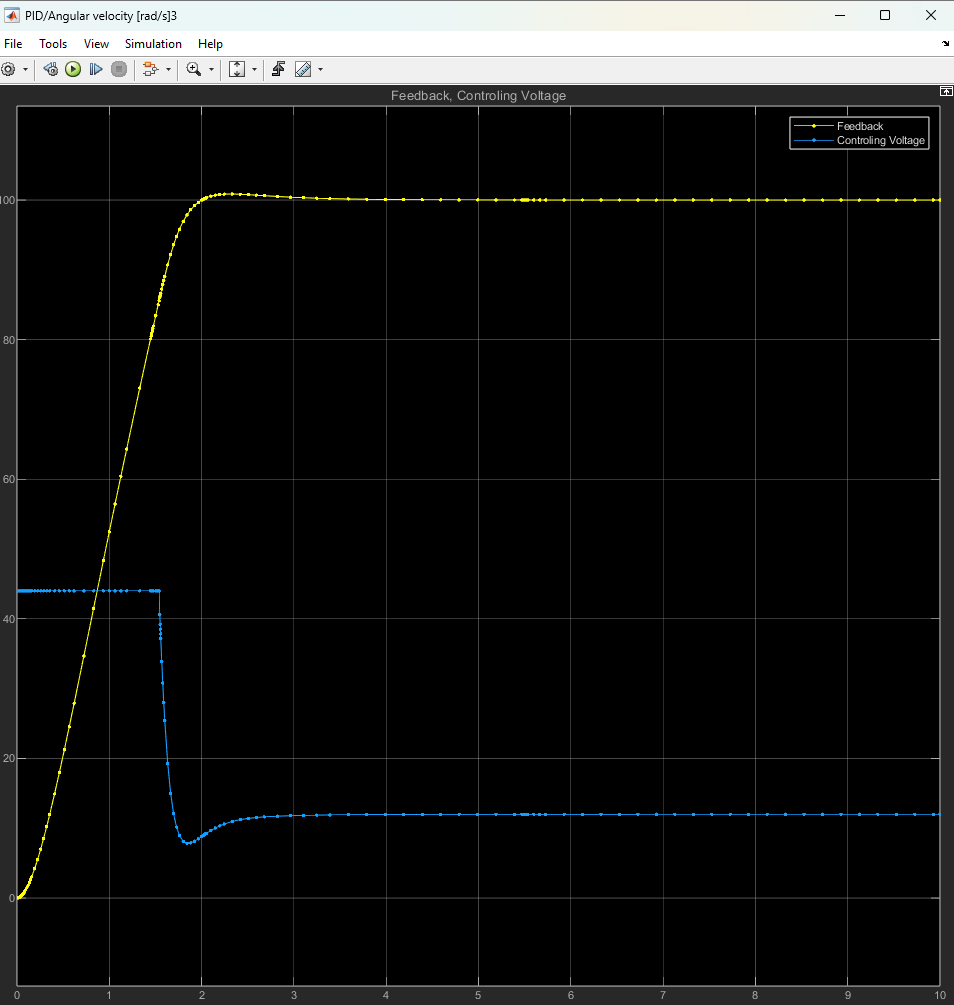 PID/Angular velocity [rad/s]3
File Tools View Simulation Help
Feedback, Controling Voltage
Feedback
Controling Voltage
100
80
60
40
20
0
0 1 2 3 4 5 6 7 8 9 10